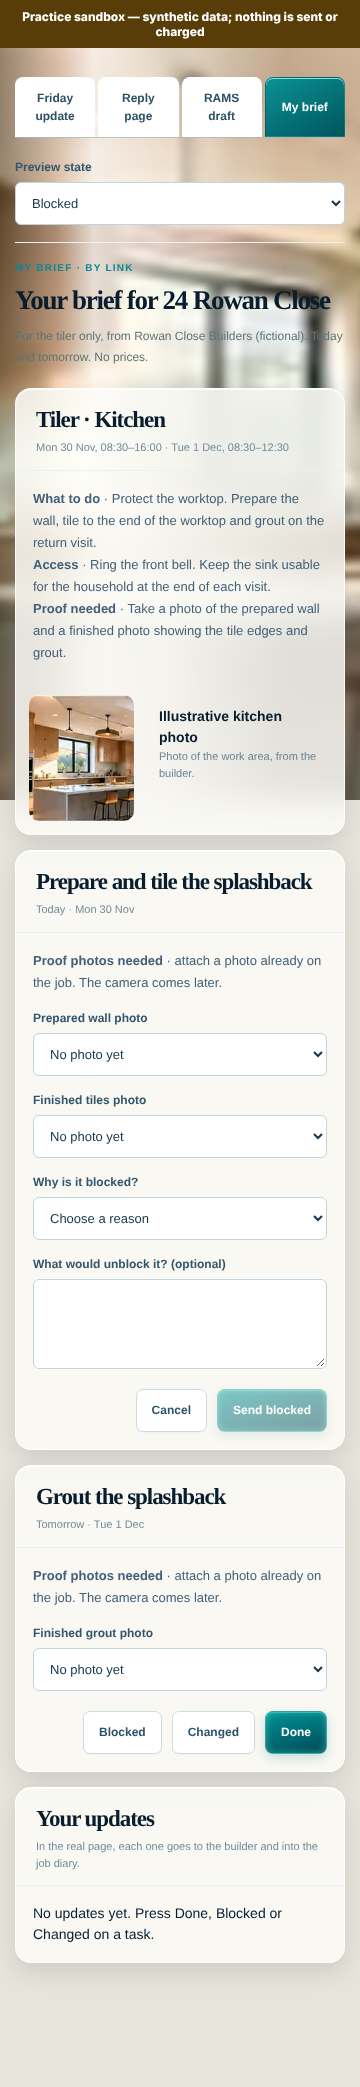 Practice sandbox — synthetic data; nothing is sent or
charged
Friday
update
Reply
page
RAMS
draft
My brief
Preview state
Blocked
MY BRIEF · BY LINK
Your brief for 24 Rowan Close
For the tiler only, from Rowan Close Builders (fictional). Today
and tomorrow. No prices.
Tiler · Kitchen
Mon 30 Nov, 08:30–16:00 · Tue 1 Dec, 08:30–12:30
What to do · Protect the worktop. Prepare the
wall, tile to the end of the worktop and grout on the
return visit.
Access · Ring the front bell. Keep the sink usable
for the household at the end of each visit.
Proof needed · Take a photo of the prepared wall
and a finished photo showing the tile edges and
grout.
Illustrative kitchen
photo
Photo of the work area, from the
builder.
Prepare and tile the splashback
Today · Mon 30 Nov
Proof photos needed · attach a photo already on
the job. The camera comes later.
Prepared wall photo
No photo yet
Finished tiles photo
No photo yet
Why is it blocked?
Choose a reason
What would unblock it? (optional)
Cancel
Send blocked
Grout the splashback
Tomorrow · Tue 1 Dec
Proof photos needed · attach a photo already on
the job. The camera comes later.
Finished grout photo
No photo yet
Blocked
Changed
Done
Your updates
In the real page, each one goes to the builder and into the
job diary.
No updates yet. Press Done, Blocked or
Changed on a task.